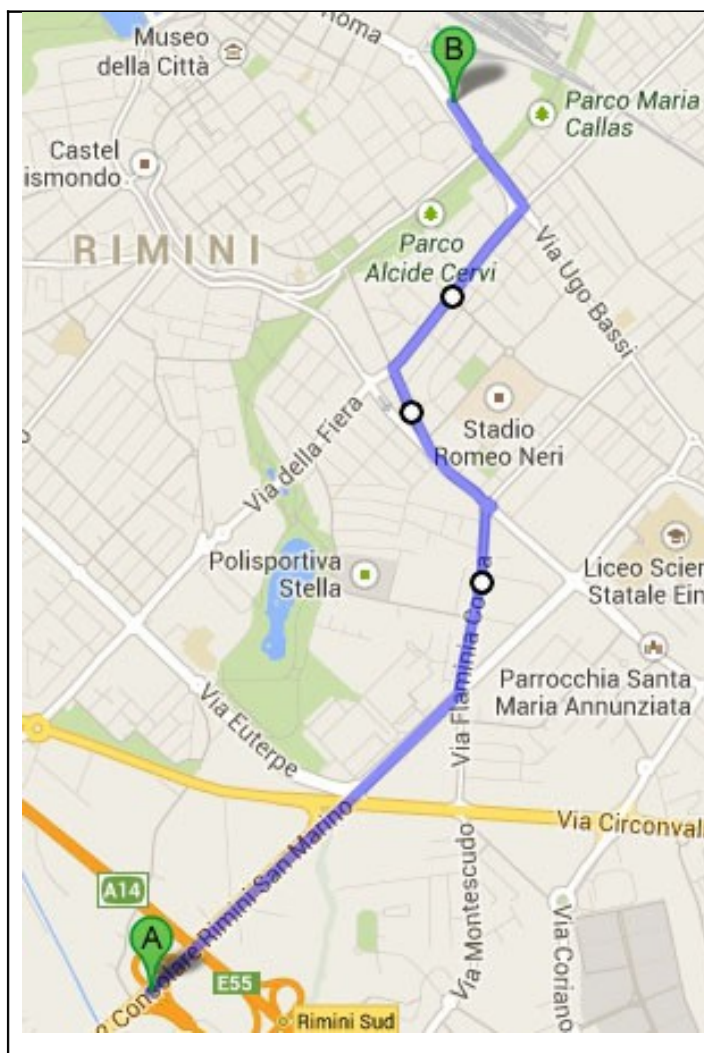 Roma
B
Museo
della Città
Parco Maria
Callas
Castel
ismondo
RIMINI
Parco
Alcide Cervi
Via Ugo Bassi
Stadio
Romeo Neri
Via della Fiera
Polisportiva
Stella
Liceo Scien
Statale Ein
Via Flaminia Co
Parrocchia Santa
Maria Annunziata
Via Euterpe
Via Circonval
Consolare Rimini San Marino
A14
A
Via Montescudo
Via Coriano
E55
Rimini Sud